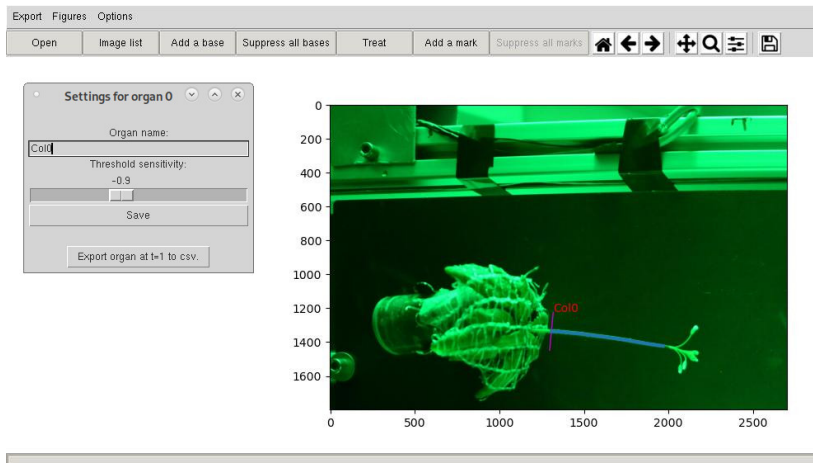 Export Figures Options
Open Image list Add a base Suppress all bases Treat Add a mark Suppress all marks
Settings for organ 0
Organ name:
Col0
Threshold sensitivity:
-0.9
Save
Export organ at t=1 to csv.
0
200
400
600
800
1000
1200
1400
1600
Col0
0 500 1000 1500 2000 2500